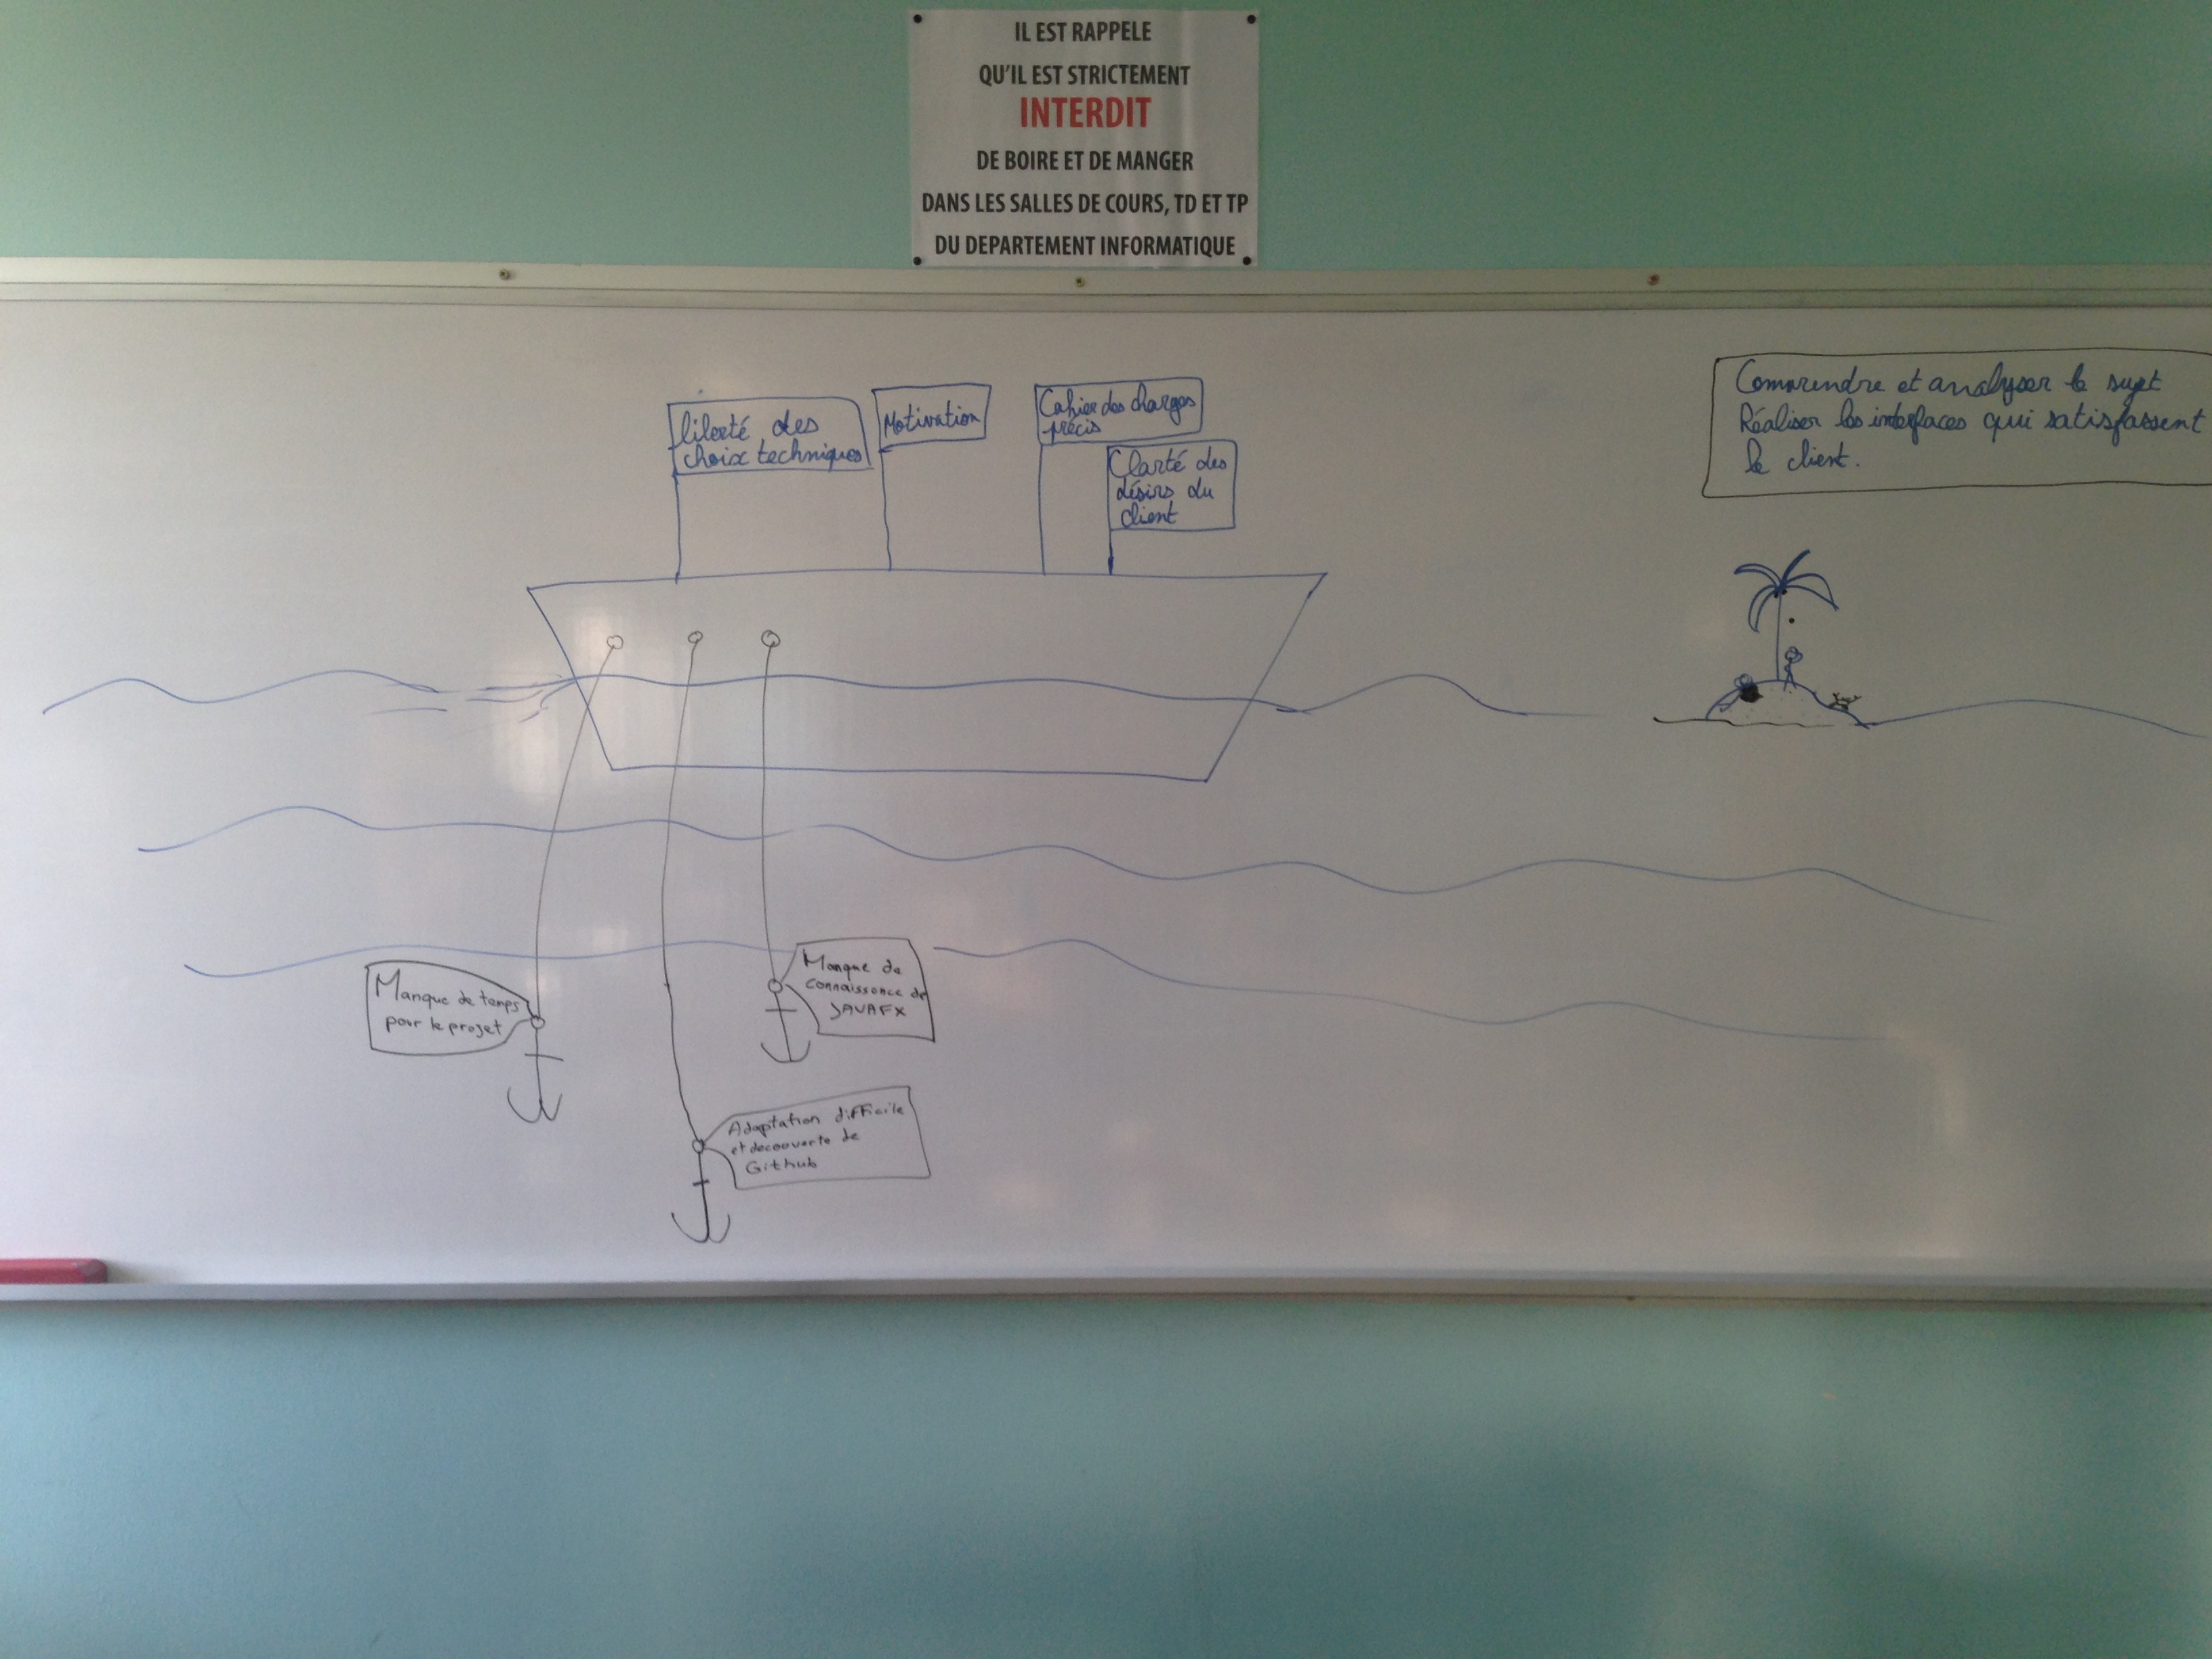 IL EST RAPPELE
QU'IL EST STRICTEMENT
INTERDIT
DE BOIRE ET DE MANGER
DANS LES SALLES DE COURS, TD ET TP
DU DEPARTEMENT INFORMATIQUE
liberté des
choix techniques
Motivation
Cahier des charges
précis
Clarté des
désirs du
client
Comprendre et analyser le sujet
Réaliser les interfaces qui satisfassent
le client.
Manque de temps
pour le projet
Manque de
connaissance de
JAVAFX
Adaptation difficile
et decouverte de
Github